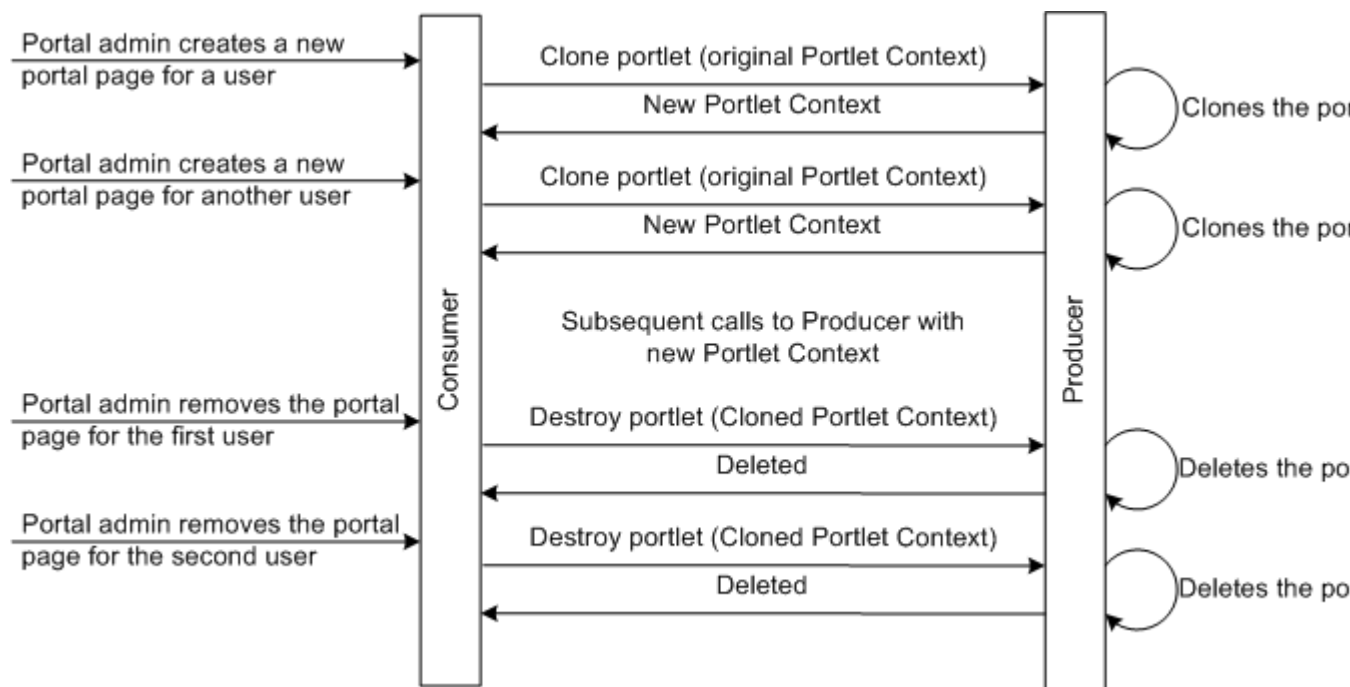 Portal admin creates a new
portal page for a user
Clone portlet (original Portlet Context)
New Portlet Context
Clones the por
Portal admin creates a new
portal page for another user
Clone portlet (original Portlet Context)
New Portlet Context
Clones the por
Consumer
Subsequent calls to Producer with
new Portlet Context
Producer
Portal admin removes the portal
page for the first user
Destroy portlet (Cloned Portlet Context)
Deleted
Deletes the po
Portal admin removes the portal
page for the second user
Destroy portlet (Cloned Portlet Context)
Deleted
Deletes the po